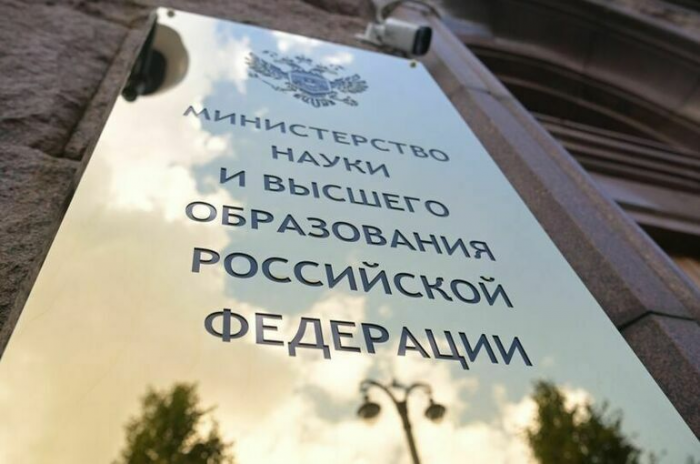 МИНИСТЕРСТВО
НАУКИ
И ВЫСШЕГО
ОБРАЗОВАНИЯ
РОССИЙСКОЙ
ФЕДЕРАЦИИ